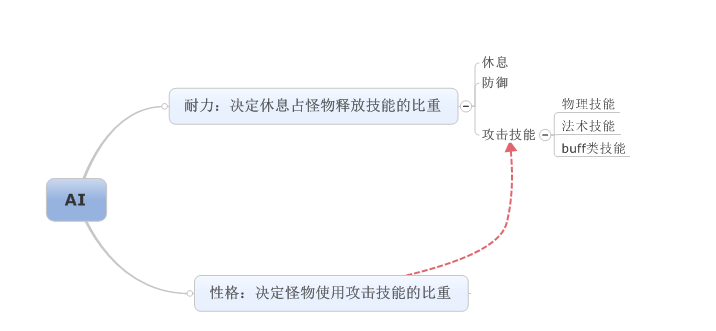 AI
耐力：决定休息占怪物释放技能的比重
休息
防御
攻击技能
物理技能
法术技能
buff类技能
性格：决定怪物使用攻击技能的比重